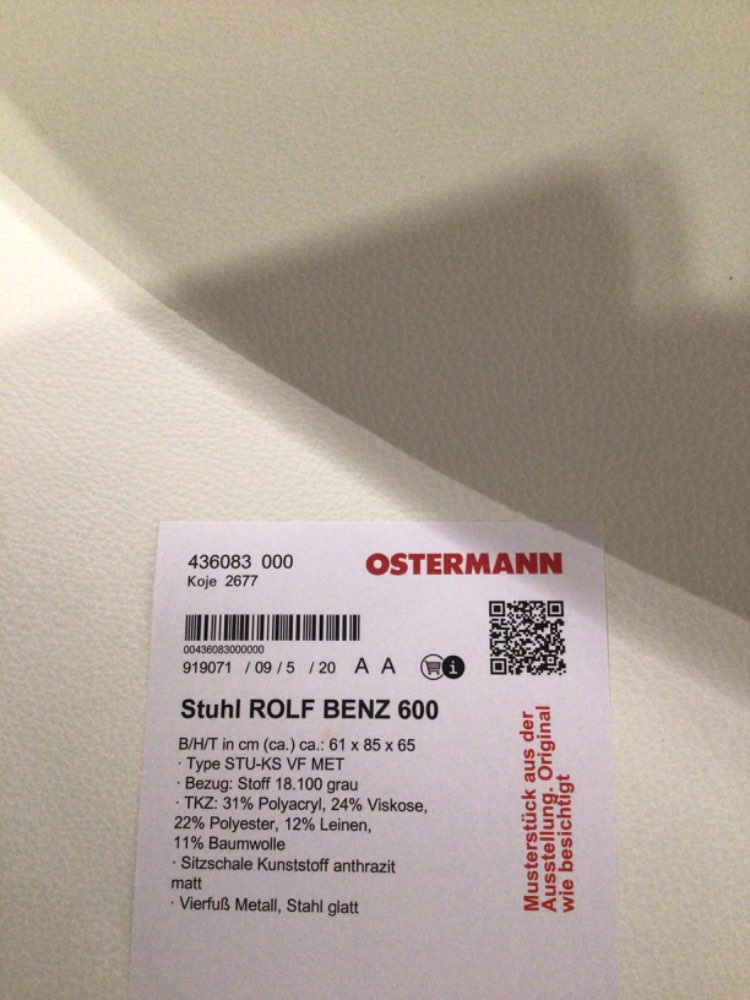 436083 000
OSTERMANN
Koje 2677
00436083000000
919071 / 09 / 5 / 20 A A
i
Stuhl ROLF BENZ 600
B/H/T in cm (ca.) ca.: 61 x 85 x 65
· Type STU-KS VF MET
· Bezug: Stoff 18.100 grau
· TKZ: 31% Polyacryl, 24% Viskose,
22% Polyester, 12% Leinen,
11% Baumwolle
· Sitzschale Kunststoff anthrazit
matt
· Vierfuß Metall, Stahl glatt
Musterstück aus der
Ausstellung. Original
wie besichtigt